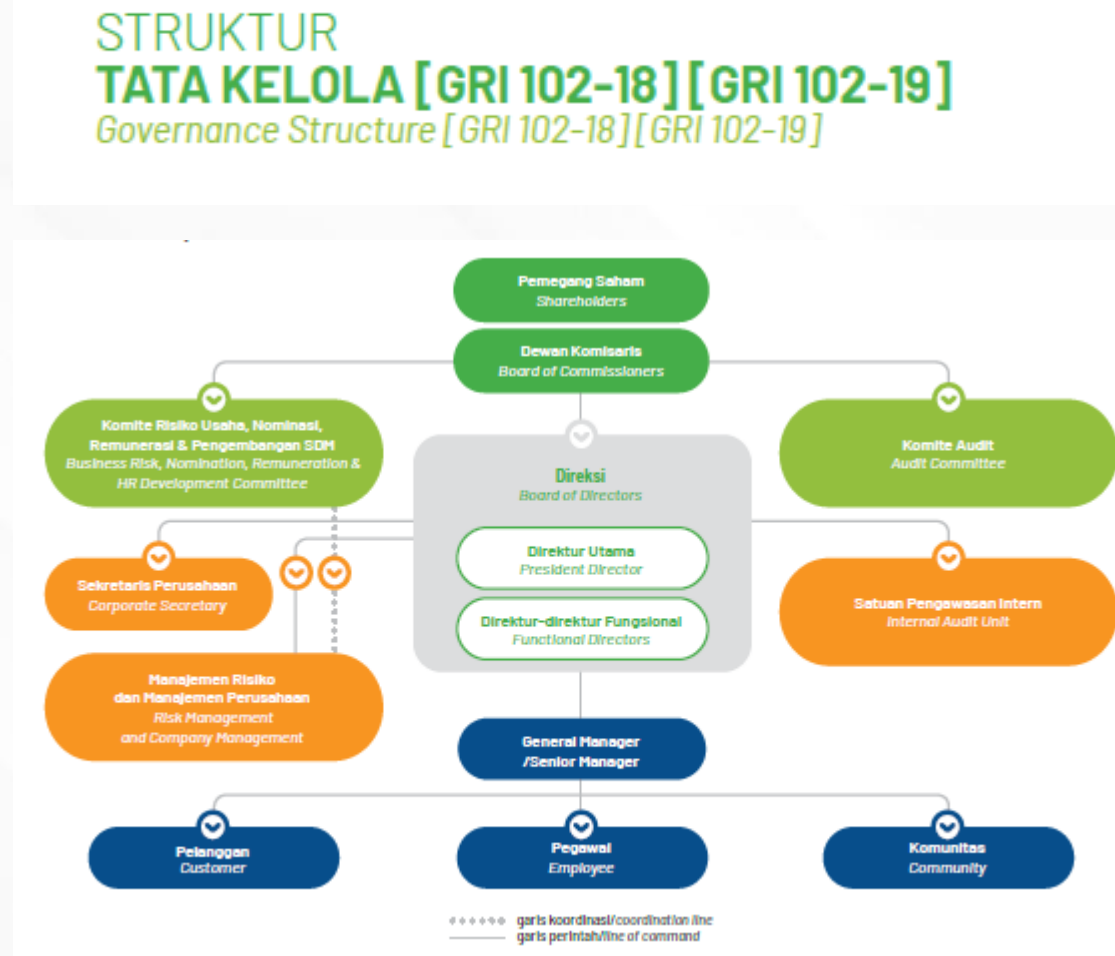 STRUKTUR
TATA KELOLA [GRI 102-18] [GRI 102-19]
Governance Structure [GRI 102-18] [GRI 102-19]
Pemegang Saham
Shareholders
Dewan Komisaris
Board of Commissioners
Komite Risiko Usaha, Nominasi,
Remunerasi & Pengembangan SDM
Business Risk, Nomination, Remuneration &
HR Development Committee
Komite Audit
Audit Committee
Direksi
Board of Directors
Direktur Utama
President Director
Direktur-direktur Fungsional
Functional Directors
Sekretaris Perusahaan
Corporate Secretary
Satuan Pengawasan Intern
Internal Audit Unit
Manajemen Risiko
dan Manajemen Perusahaan
Risk Management
and Company Management
General Manager
/Senior Manager
Pelanggan
Customer
Pegawai
Employee
Komunitas
Community
garis koordinasi/coordination line
garis perintah/line of command